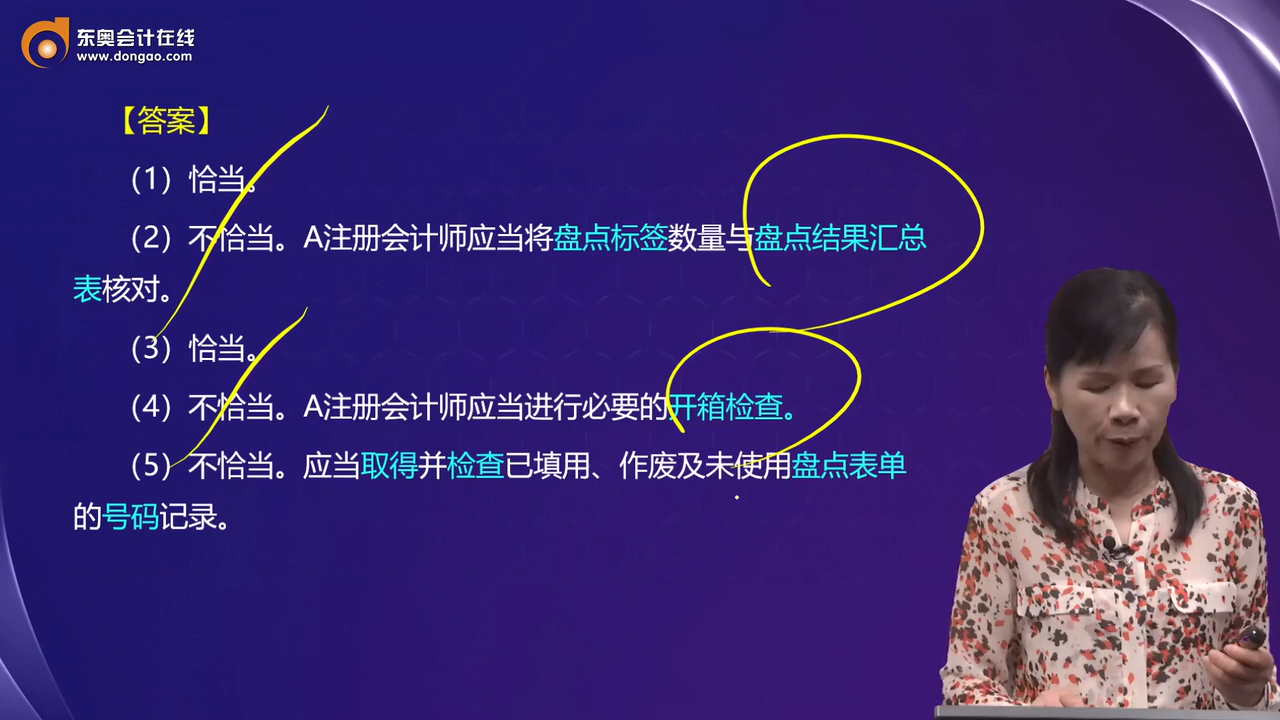 东奥会计在线
www.dongao.com
【答案】
（1）恰当。
（2）不恰当。A注册会计师应当将盘点标签数量与盘点结果汇总
表核对。
（3）恰当。
（4）不恰当。A注册会计师应当进行必要的开箱检查。
（5）不恰当。应当取得并检查已填用、作废及未使用盘点表单
的号码记录。